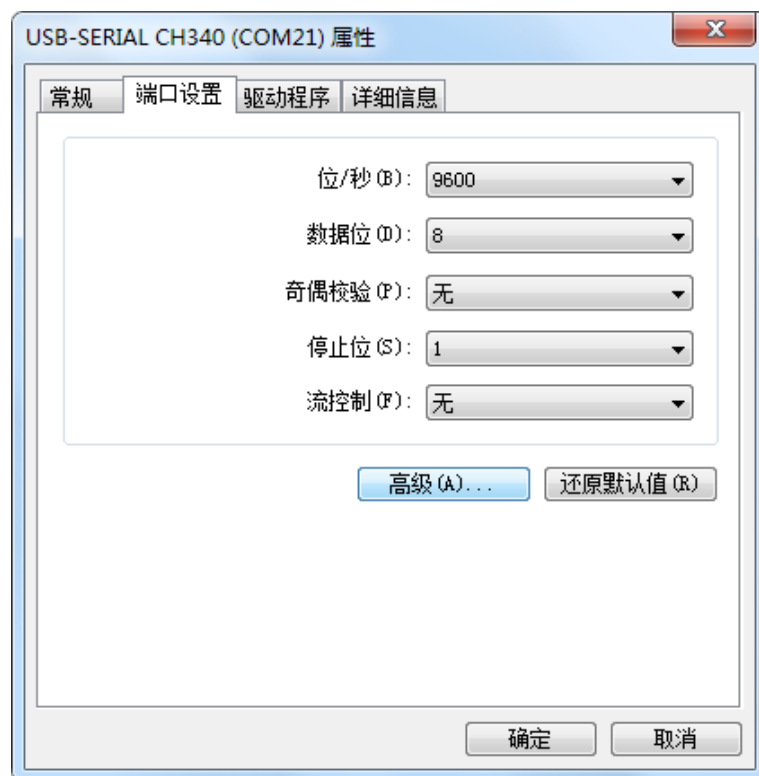 USB-SERIAL CH340 (COM21) 属性
常规 端口设置 驱动程序 详细信息
位/秒(B): 9600
数据位(D): 8
奇偶校验(P): 无
停止位(S): 1
流控制(F): 无
高级(A)... 还原默认值(R)
确定 取消